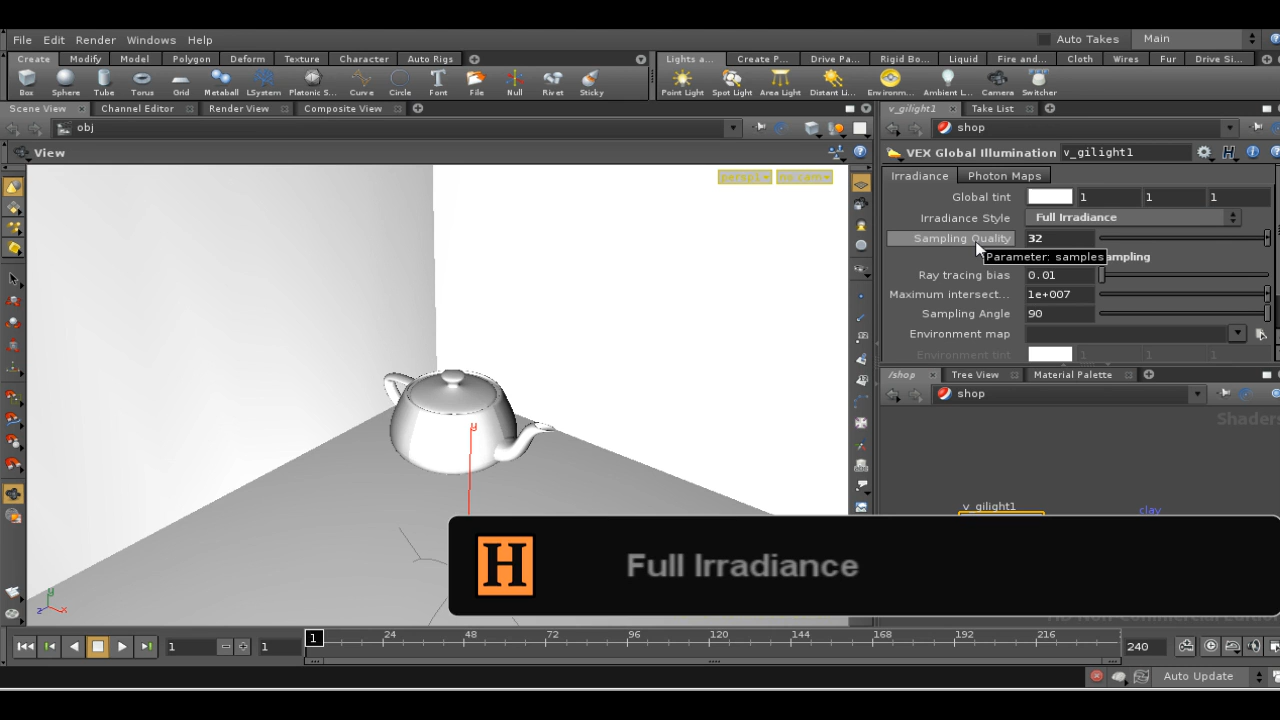 File Edit Render Windows Help Auto Takes Main
Create Modify Model Polygon Deform Texture Character Auto Rigs Lights a... Create P... Drive Pa... Rigid Bo... Liquid Fire and... Cloth Wires Fur Drive Si...
Box Sphere Tube Torus Grid Metaball LSystem Platonic S... Curve Circle Font File Null Rivet Sticky Point Light Spot Light Area Light Distant Li... Environm... Ambient L... Camera Switcher
Scene View Channel Editor Render View Composite View v_gilight1 Take List
obj shop
View VEX Global Illumination v_gilight1
persp1 no cam
Irradiance Photon Maps
Global tint 1 1 1
Irradiance Style Full Irradiance
Sampling Quality 32
Parameter: samples ampling
Ray tracing bias 0.01
Maximum intersect... 1e+007
Sampling Angle 90
Environment map
Environment tint 1 1 1
/shop Tree View Material Palette
shop
Shaders
v_gilight1 clay
y
H Full Irradiance
y
z x
1 1 1 24 48 72 96 120 144 168 192 216 240
Auto Update